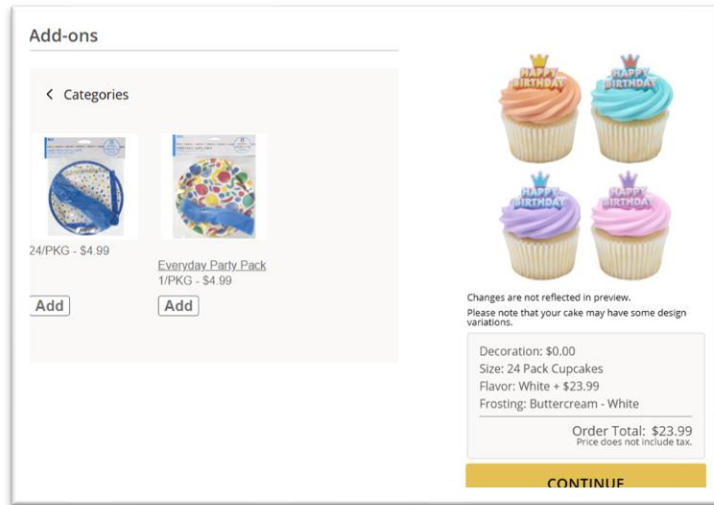 Add-ons
Categories
24/PKG - $4.99
Add
Everyday Party Pack
1/PKG - $4.99
Add
HAPPY
BIRTHDAY
HAPPY
BIRTHDAY
HAPPY
BIRTHDAY
HAPPY
BIRTHDAY
Changes are not reflected in preview.
Please note that your cake may have some design
variations.
Decoration: $0.00
Size: 24 Pack Cupcakes
Flavor: White + $23.99
Frosting: Buttercream - White
Order Total: $23.99
Price does not include tax.
CONTINUE